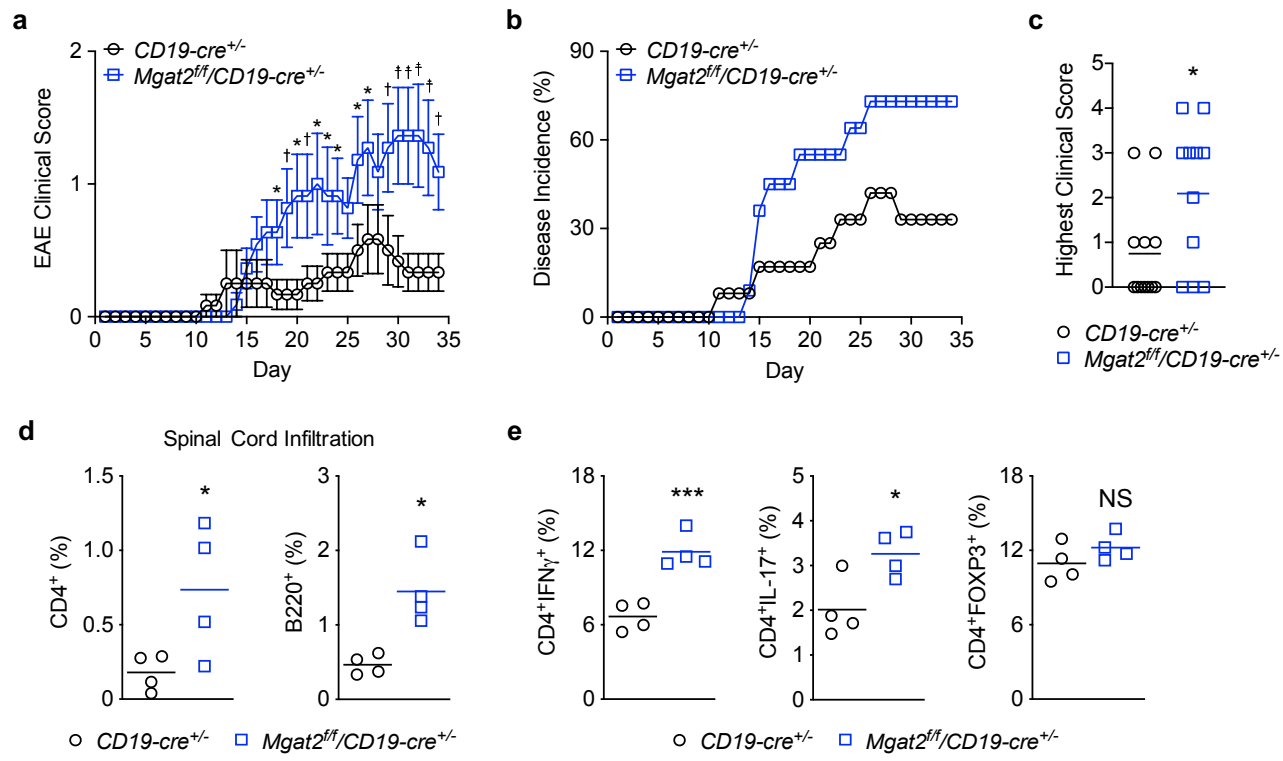 a
CD19-cre+/-
Mgat2f/f/CD19-cre+/-
EAE Clinical Score
2
1
0
* † * † * * * * * † ‡ ‡ ‡ ‡ †
0 5 10 15 20 25 30 35
Day
b
CD19-cre+/-
Mgat2f/f/CD19-cre+/-
Disease Incidence (%)
90
60
30
0
0 5 10 15 20 25 30 35
Day
c
Highest Clinical Score
5
4
3
2
1
0
*
CD19-cre+/-
Mgat2f/f/CD19-cre+/-
d
Spinal Cord Infiltration
CD4+ (%)
1.5
1.0
0.5
0
*
B220+ (%)
3
2
1
0
*
CD19-cre+/-
Mgat2f/f/CD19-cre+/-
e
CD4+IFNγ+ (%)
18
12
6
0
***
CD4+IL-17+ (%)
5
4
3
2
1
0
*
CD4+FOXP3+ (%)
18
12
6
0
NS
CD19-cre+/-
Mgat2f/f/CD19-cre+/-